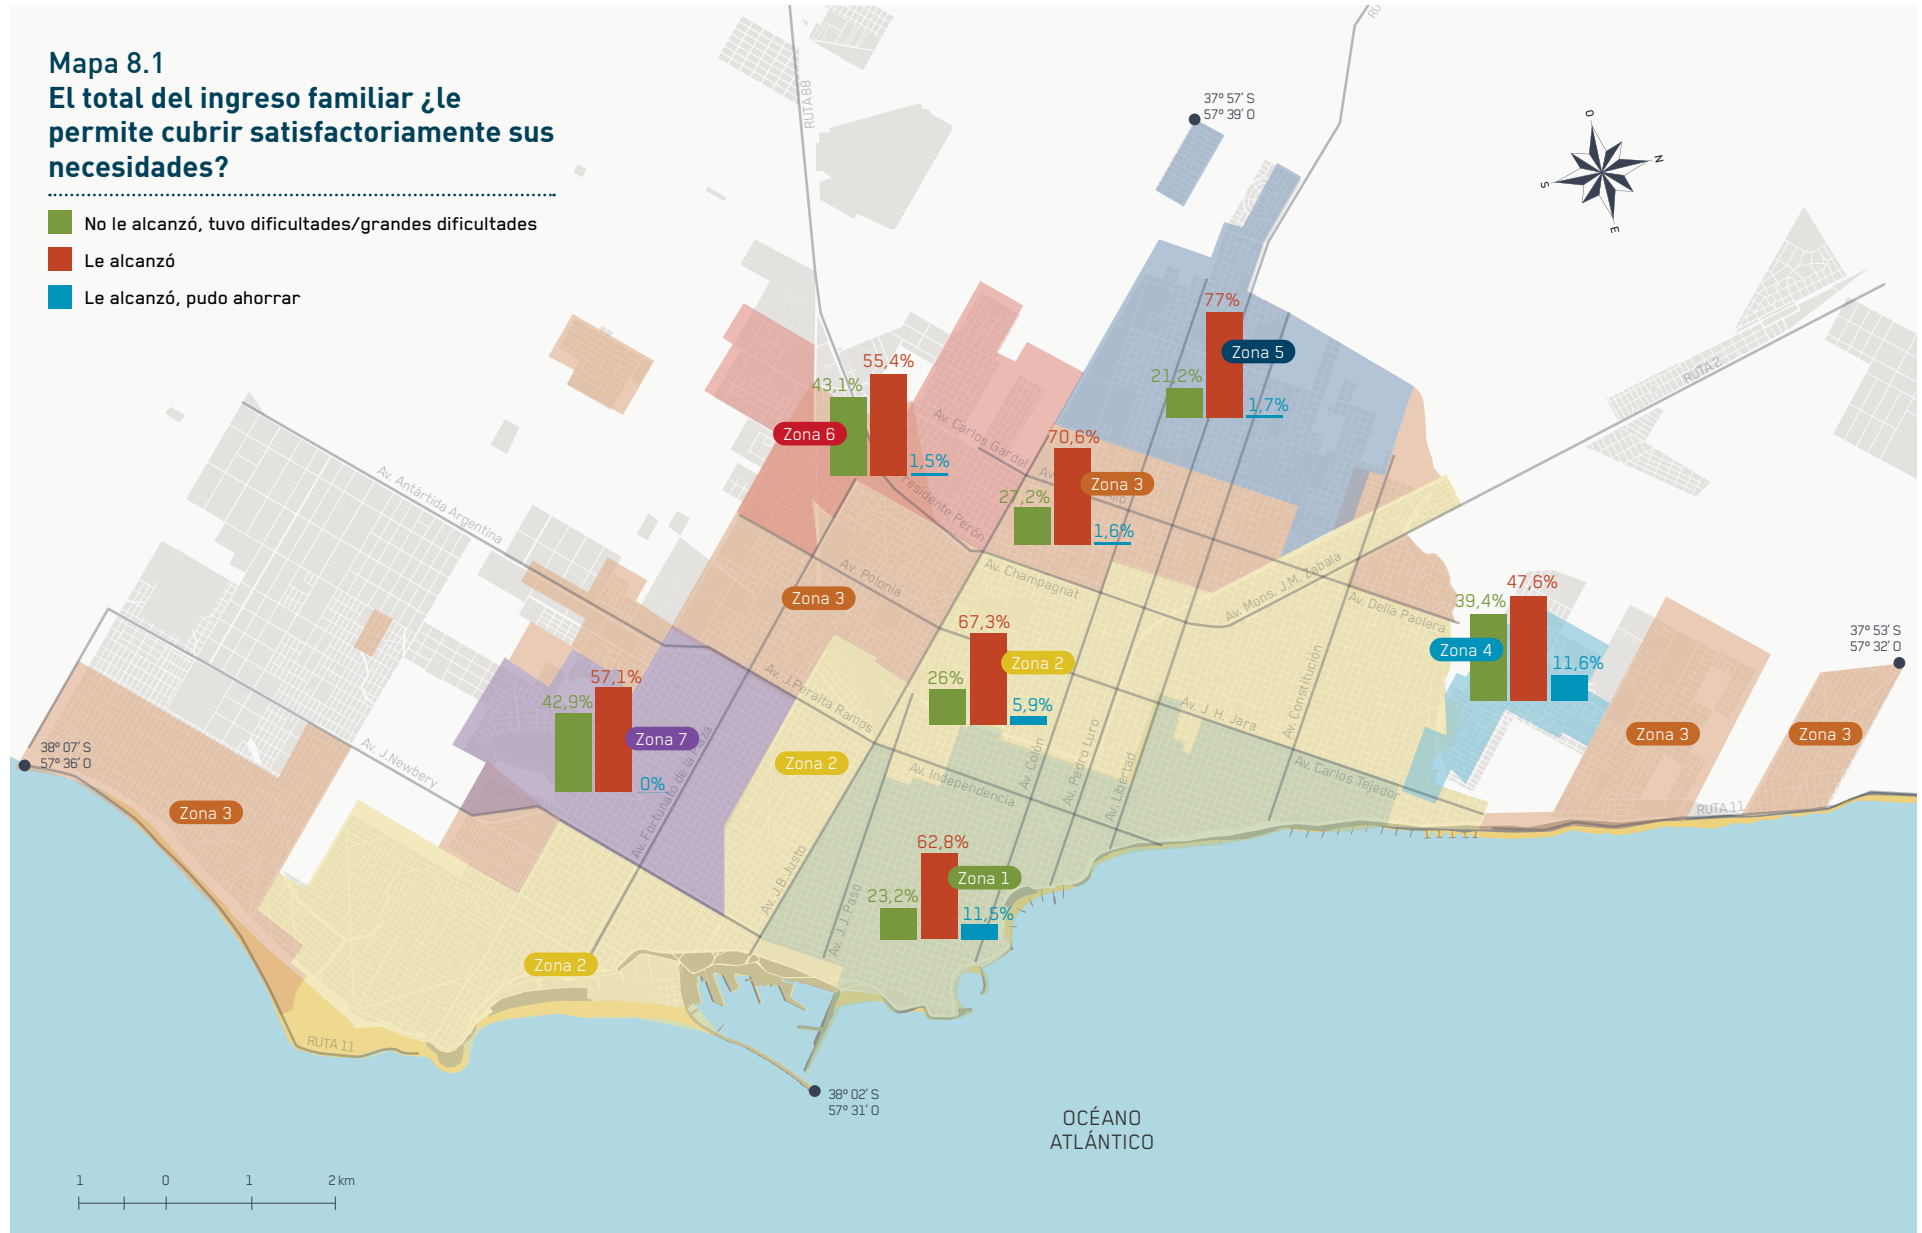 Mapa 8.1
El total del ingreso familiar ¿le
permite cubrir satisfactoriamente sus
necesidades?
No le alcanzó, tuvo dificultades/grandes dificultades
Le alcanzó
Le alcanzó, pudo ahorrar
RUTA 88
37º 57' S
57º 39' O
O
N
S
E
77%
Zona 5
21,2%
1,7%
RUTA 2
55,4%
43,1%
Zona 6
1,5%
Av. Carlos Gardel
70,6%
Zona 3
27,2%
1,6%
Av. Antártida Argentina
Av. Polonia
Av. Champagnat
Av. Mons. J.M. Zabala
Av. Della Paolera
Zona 3
47,6%
39,4%
Zona 4
11,6%
37º 53' S
57º 32' O
67,3%
Zona 2
26%
5,9%
Av. J.Peralta Ramos
Av. J. H. Jara
Av. Constitución
57,1%
42,9%
Zona 7
0%
Zona 3
Zona 3
38º 07' S
57º 36' O
Av. J.Newbery
Zona 2
Av. Independencia
Av. Colón
Av. Pedro Luro
Av. Libertad
Av. Carlos Tejedor
RUTA 11
Zona 3
Av. J.B.Justo
Av. J.J. Paso
62,8%
Zona 1
23,2%
11,5%
Zona 2
RUTA 11
38º 02' S
57º 31' O
OCÉANO
ATLÁNTICO
1 0 1 2 km